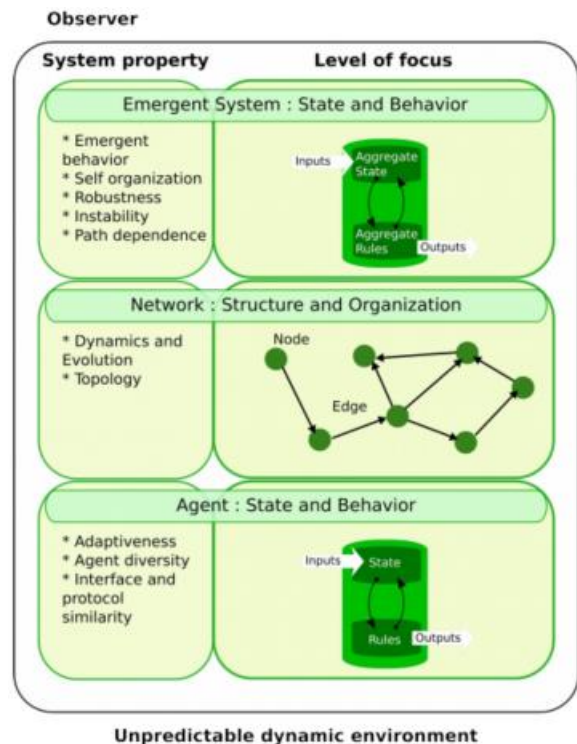 Observer
System property
Level of focus
Emergent System : State and Behavior
* Emergent
behavior
* Self organization
* Robustness
* Instability
* Path dependence
Inputs
Aggregate
State
Aggregate
Rules
Outputs
Network : Structure and Organization
* Dynamics and
Evolution
* Topology
Node
Edge
Agent : State and Behavior
* Adaptiveness
* Agent diversity
* Interface and
protocol
similarity
Inputs
State
Rules
Outputs
Unpredictable dynamic environment